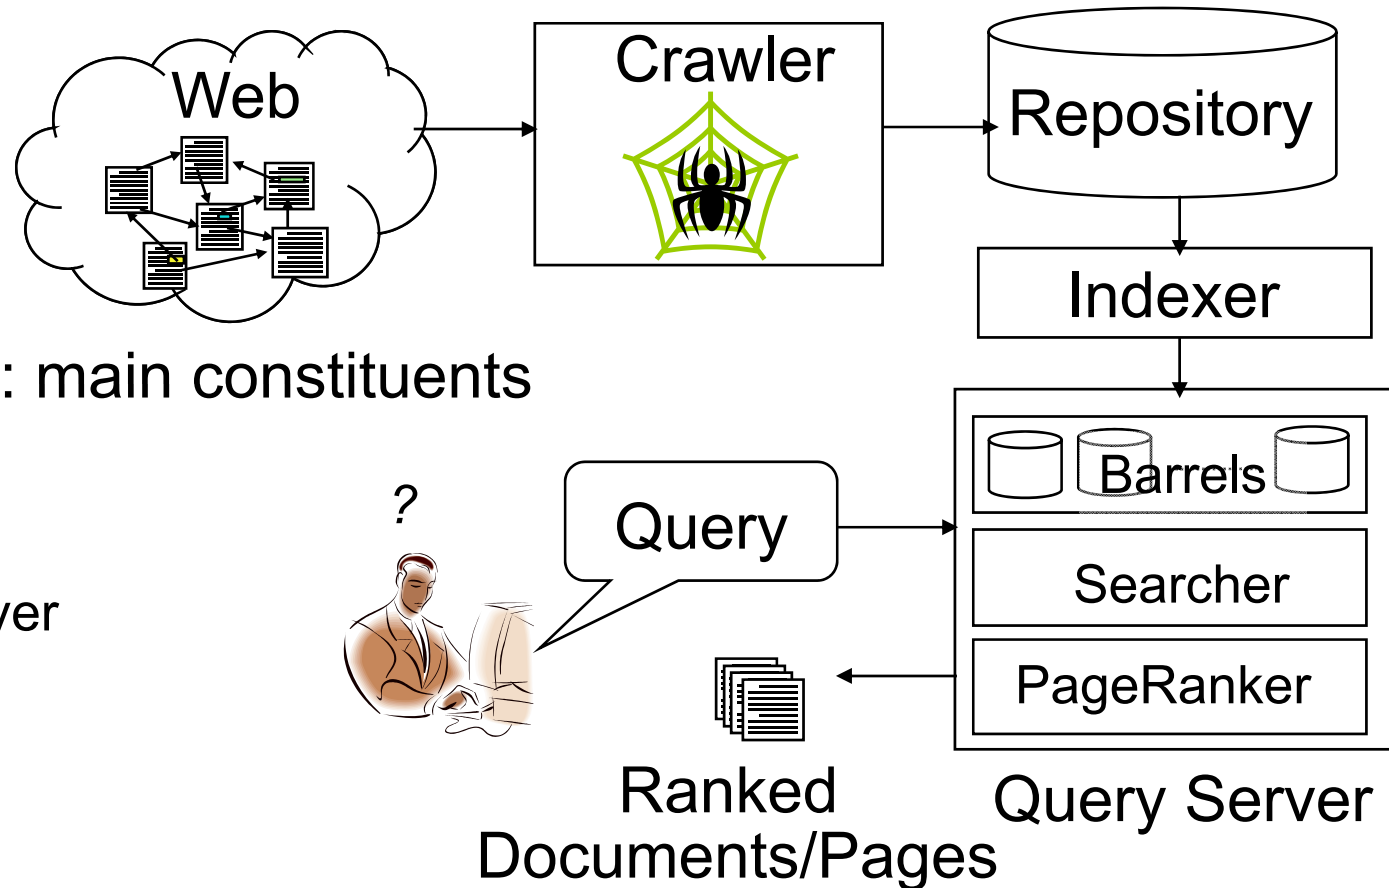 Web
Crawler
Repository
Indexer
: main constituents
Barrels
?
Query
Searcher
ver
PageRanker
Ranked
Documents/Pages
Query Server